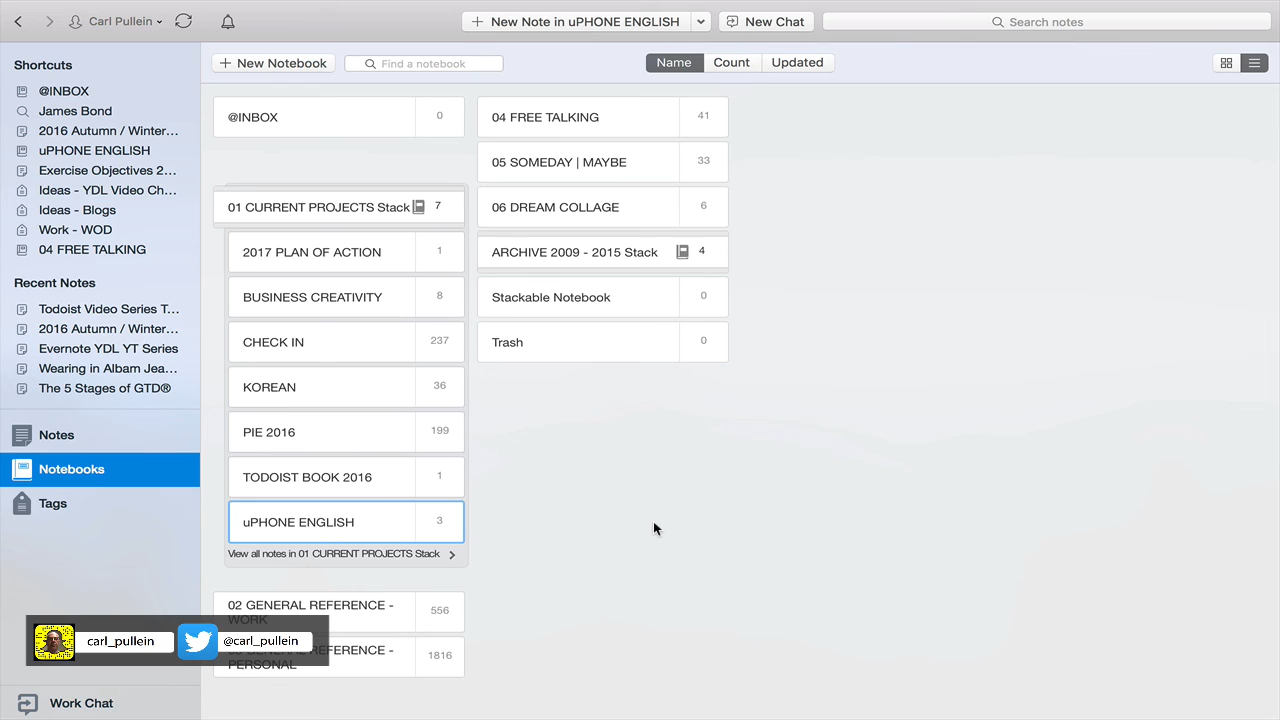 Carl Pullein
New Note in uPHONE ENGLISH
New Chat
Search notes
Shortcuts
@INBOX
James Bond
2016 Autumn / Winter...
uPHONE ENGLISH
Exercise Objectives 2...
Ideas - YDL Video Ch...
Ideas - Blogs
Work - WOD
04 FREE TALKING
Recent Notes
Todoist Video Series T...
2016 Autumn / Winter...
Evernote YDL YT Series
Wearing in Albam Jea...
The 5 Stages of GTD®
Notes
Notebooks
Tags
Work Chat
New Notebook
Find a notebook
Name
Count
Updated
@INBOX 0
01 CURRENT PROJECTS Stack 7
2017 PLAN OF ACTION 1
BUSINESS CREATIVITY 8
CHECK IN 237
KOREAN 36
PIE 2016 199
TODOIST BOOK 2016 1
uPHONE ENGLISH 3
View all notes in 01 CURRENT PROJECTS Stack
02 GENERAL REFERENCE - 556
WORK
GENERAL REFERENCE - 1816
PERSONAL
04 FREE TALKING 41
05 SOMEDAY | MAYBE 33
06 DREAM COLLAGE 6
ARCHIVE 2009 - 2015 Stack 4
Stackable Notebook 0
Trash 0
carl_pullein
@carl_pullein